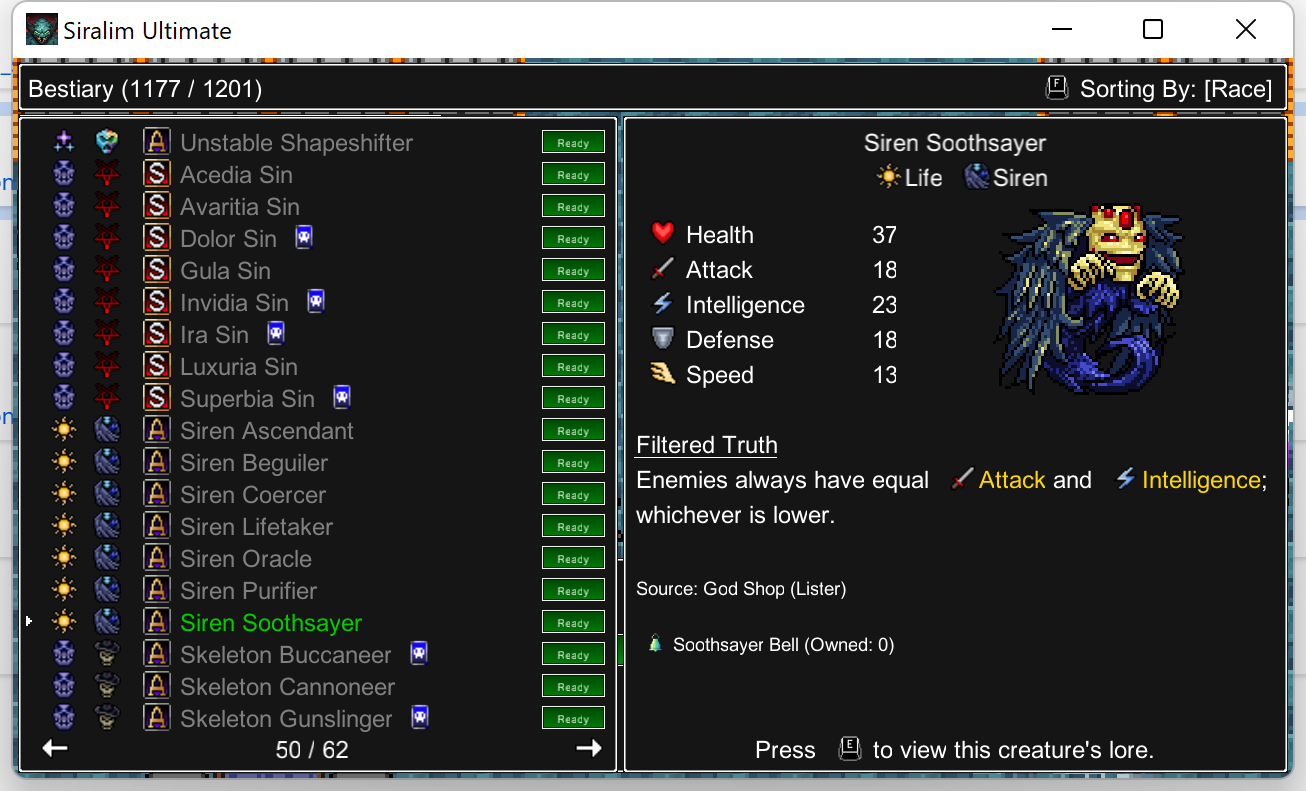 Siralim Ultimate
Bestiary (1177 / 1201)
F Sorting By: [Race]
A Unstable Shapeshifter Ready
S Acedia Sin Ready
S Avaritia Sin Ready
S Dolor Sin Ready
S Gula Sin Ready
S Invidia Sin Ready
S Ira Sin Ready
S Luxuria Sin Ready
S Superbia Sin Ready
A Siren Ascendant Ready
A Siren Beguiler Ready
A Siren Coercer Ready
A Siren Lifetaker Ready
A Siren Oracle Ready
A Siren Purifier Ready
A Siren Soothsayer Ready
A Skeleton Buccaneer Ready
A Skeleton Cannoneer Ready
A Skeleton Gunslinger Ready
50 / 62
Siren Soothsayer
Life Siren
Health 37
Attack 18
Intelligence 23
Defense 18
Speed 13
Filtered Truth
Enemies always have equal Attack and Intelligence;
whichever is lower.
Source: God Shop (Lister)
Soothsayer Bell (Owned: 0)
Press E to view this creature's lore.